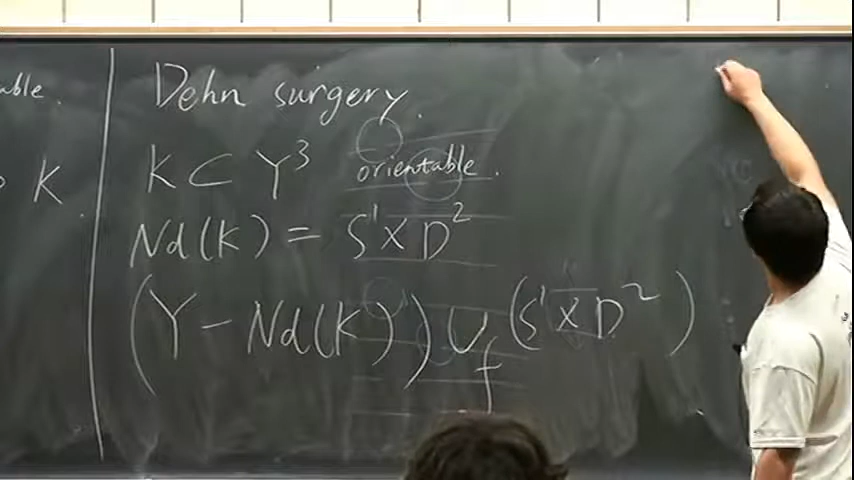 able.
K
Dehn surgery.
K ⊂ Y³ orientable.
Nd(K) = S¹ × D²
(Y − Nd(K)) ∪_f (S¹ × D²)